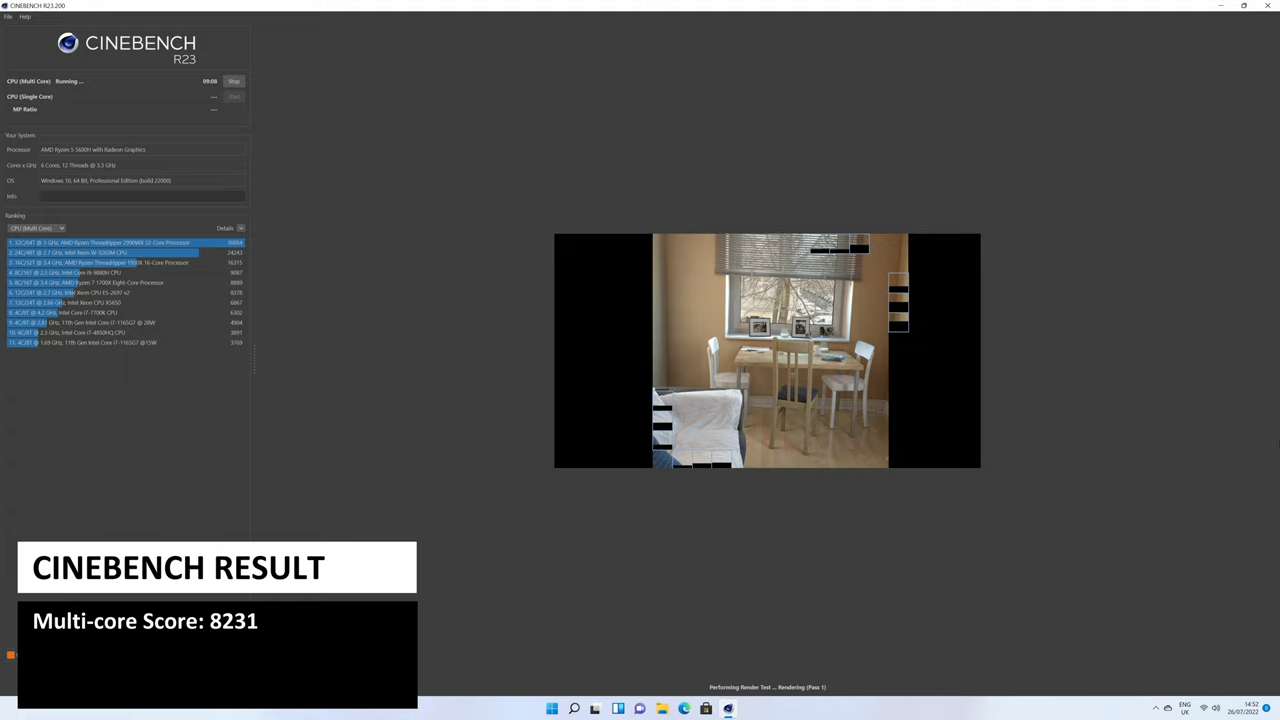 CINEBENCH R23.200
File Help
CINEBENCH
R23
CPU (Multi Core) Running ... 09:08 Stop
CPU (Single Core) --- Start
MP Ratio ---
Your System
Processor AMD Ryzen 5 5600H with Radeon Graphics
Cores x GHz 6 Cores, 12 Threads @ 3.3 GHz
OS Windows 10, 64 Bit, Professional Edition (build 22000)
Info
Ranking
CPU (Multi Core) Details
1. 32C/64T @ 3 GHz, AMD Ryzen Threadripper 2990WX 32-Core Processor 30054
2. 24C/48T @ 2.7 GHz, Intel Xeon W-3265M CPU 24243
3. 16C/32T @ 3.4 GHz, AMD Ryzen Threadripper 1950X 16-Core Processor 16315
4. 8C/16T @ 2.3 GHz, Intel Core i9-9880H CPU 9087
5. 8C/16T @ 3.4 GHz, AMD Ryzen 7 1700X Eight-Core Processor 8889
6. 12C/24T @ 2.7 GHz, Intel Xeon CPU E5-2697 v2 8378
7. 12C/24T @ 2.66 GHz, Intel Xeon CPU X5650 6867
8. 4C/8T @ 4.2 GHz, Intel Core i7-7700K CPU 6302
9. 4C/8T @ 2.81 GHz, 11th Gen Intel Core i7-1165G7 @ 28W 4904
10. 4C/8T @ 2.3 GHz, Intel Core i7-4850HQ CPU 3891
11. 4C/8T @ 1.69 GHz, 11th Gen Intel Core i7-1165G7 @15W 3769
CINEBENCH RESULT
Multi-core Score: 8231
Performing Render Test ... Rendering (Pass 1)
ENG
UK
14:52
26/07/2022